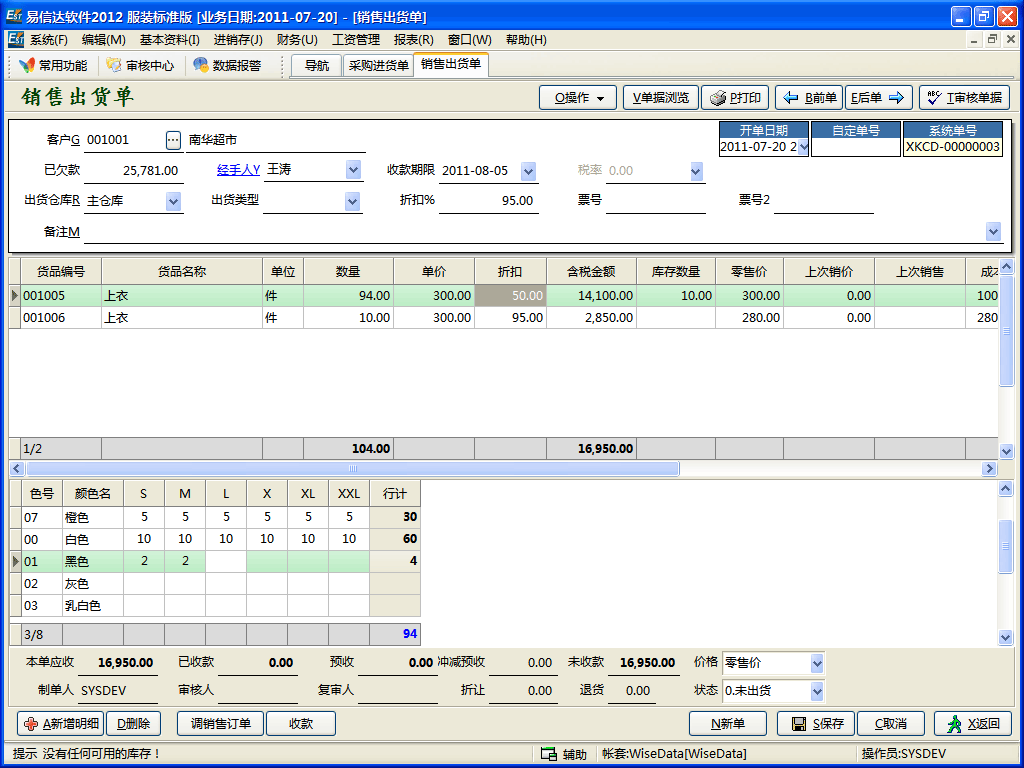 易信达软件2012 服装标准版 [业务日期:2011-07-20] - [销售出货单]
系统(F) 编辑(M) 基本资料(I) 进销存(J) 财务(U) 工资管理 报表(R) 窗口(W) 帮助(H)
常用功能 审核中心 数据报警 导航 采购进货单 销售出货单
销售出货单 O操作 V单据浏览 P打印 B前单 E后单 T审核单据
客户G 001001 南华超市 开单日期 自定单号 系统单号
2011-07-20 2 XKCD-00000003
已欠款 25,781.00 经手人Y 王涛 收款期限 2011-08-05 税率 0.00
出货仓库R 主仓库 出货类型 折扣% 95.00 票号 票号2
备注M
货品编号 货品名称 单位 数量 单价 折扣 含税金额 库存数量 零售价 上次销价 上次销售 成本
001005 上衣 件 94.00 300.00 50.00 14,100.00 10.00 300.00 0.00 100
001006 上衣 件 10.00 300.00 95.00 2,850.00 280.00 0.00 280
1/2 104.00 16,950.00
色号 颜色名 S M L X XL XXL 行计
07 橙色 5 5 5 5 5 5 30
00 白色 10 10 10 10 10 10 60
01 黑色 2 2 4
02 灰色
03 乳白色
3/8 94
本单应收 16,950.00 已收款 0.00 预收 0.00 冲减预收 0.00 未收款 16,950.00 价格 零售价
制单人 SYSDEV 审核人 复审人 折让 0.00 退货 0.00 状态 0.未出货
A新增明细 D删除 调销售订单 收款 N新单 S保存 C取消 X返回
提示 没有任何可用的库存！ 辅助 帐套:WiseData[WiseData] 操作员:SYSDEV